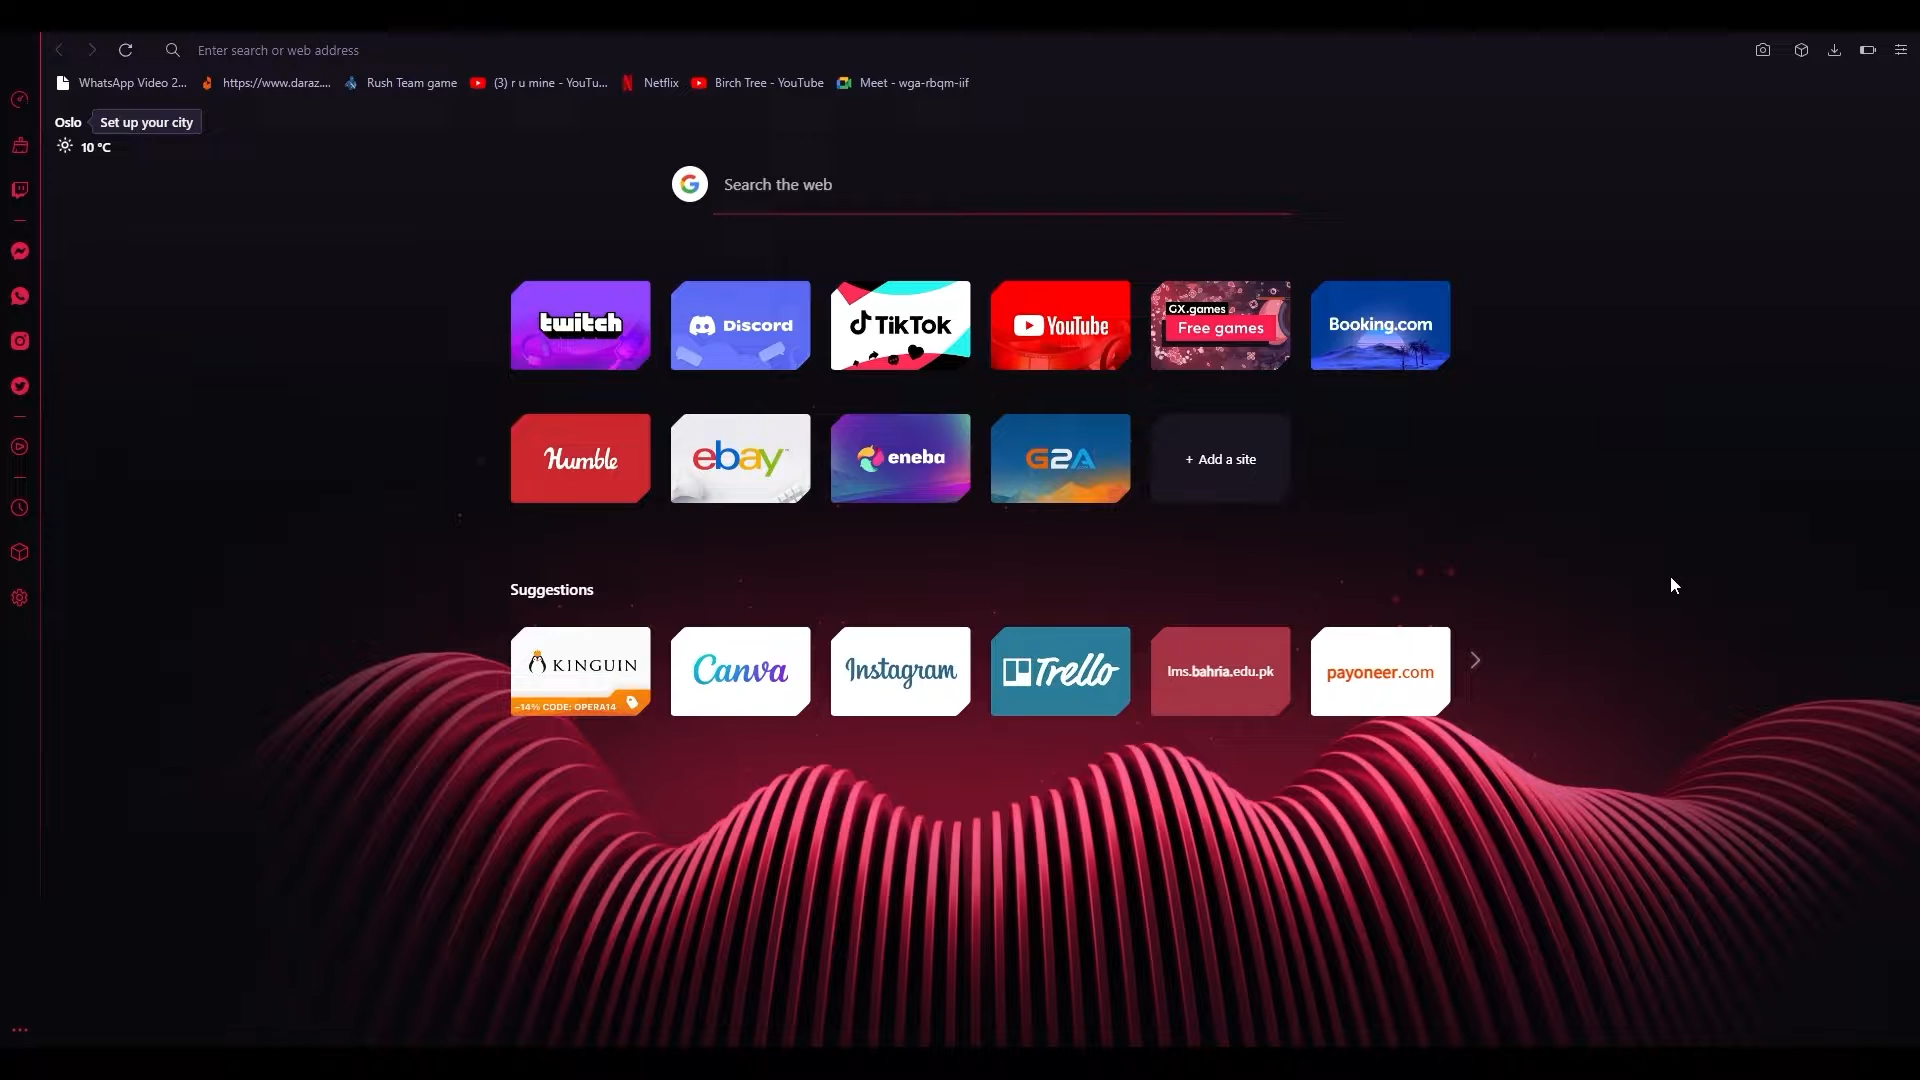 Enter search or web address
WhatsApp Video 2...
https://www.daraz....
Rush Team game
(3) r u mine - YouTu...
Netflix
Birch Tree - YouTube
Meet - wga-rbqm-iif
Oslo
Set up your city
10 °C
Search the web
twitch
Discord
TikTok
YouTube
GX.games
Free games
Booking.com
Humble
ebay™
eneba
G2A
+ Add a site
Suggestions
KINGUIN
-14% CODE: OPERA14
Canva
Instagram
Trello
lms.bahria.edu.pk
payoneer.com